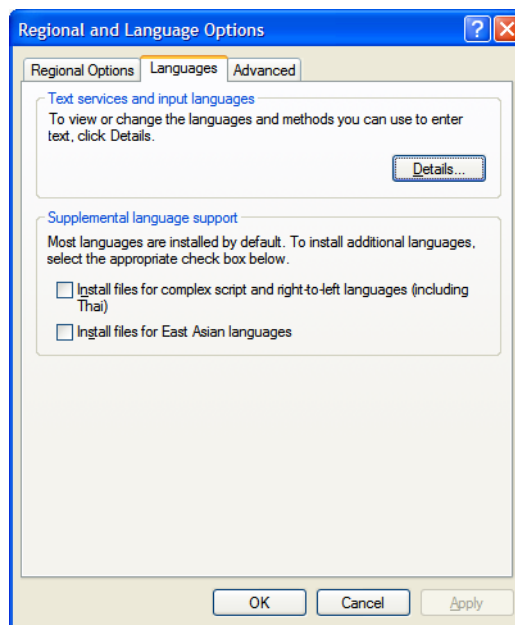 Regional and Language Options
Regional Options Languages Advanced
Text services and input languages
To view or change the languages and methods you can use to enter
text, click Details.
Details...
Supplemental language support
Most languages are installed by default. To install additional languages,
select the appropriate check box below.
Install files for complex script and right-to-left languages (including
Thai)
Install files for East Asian languages
OK Cancel Apply